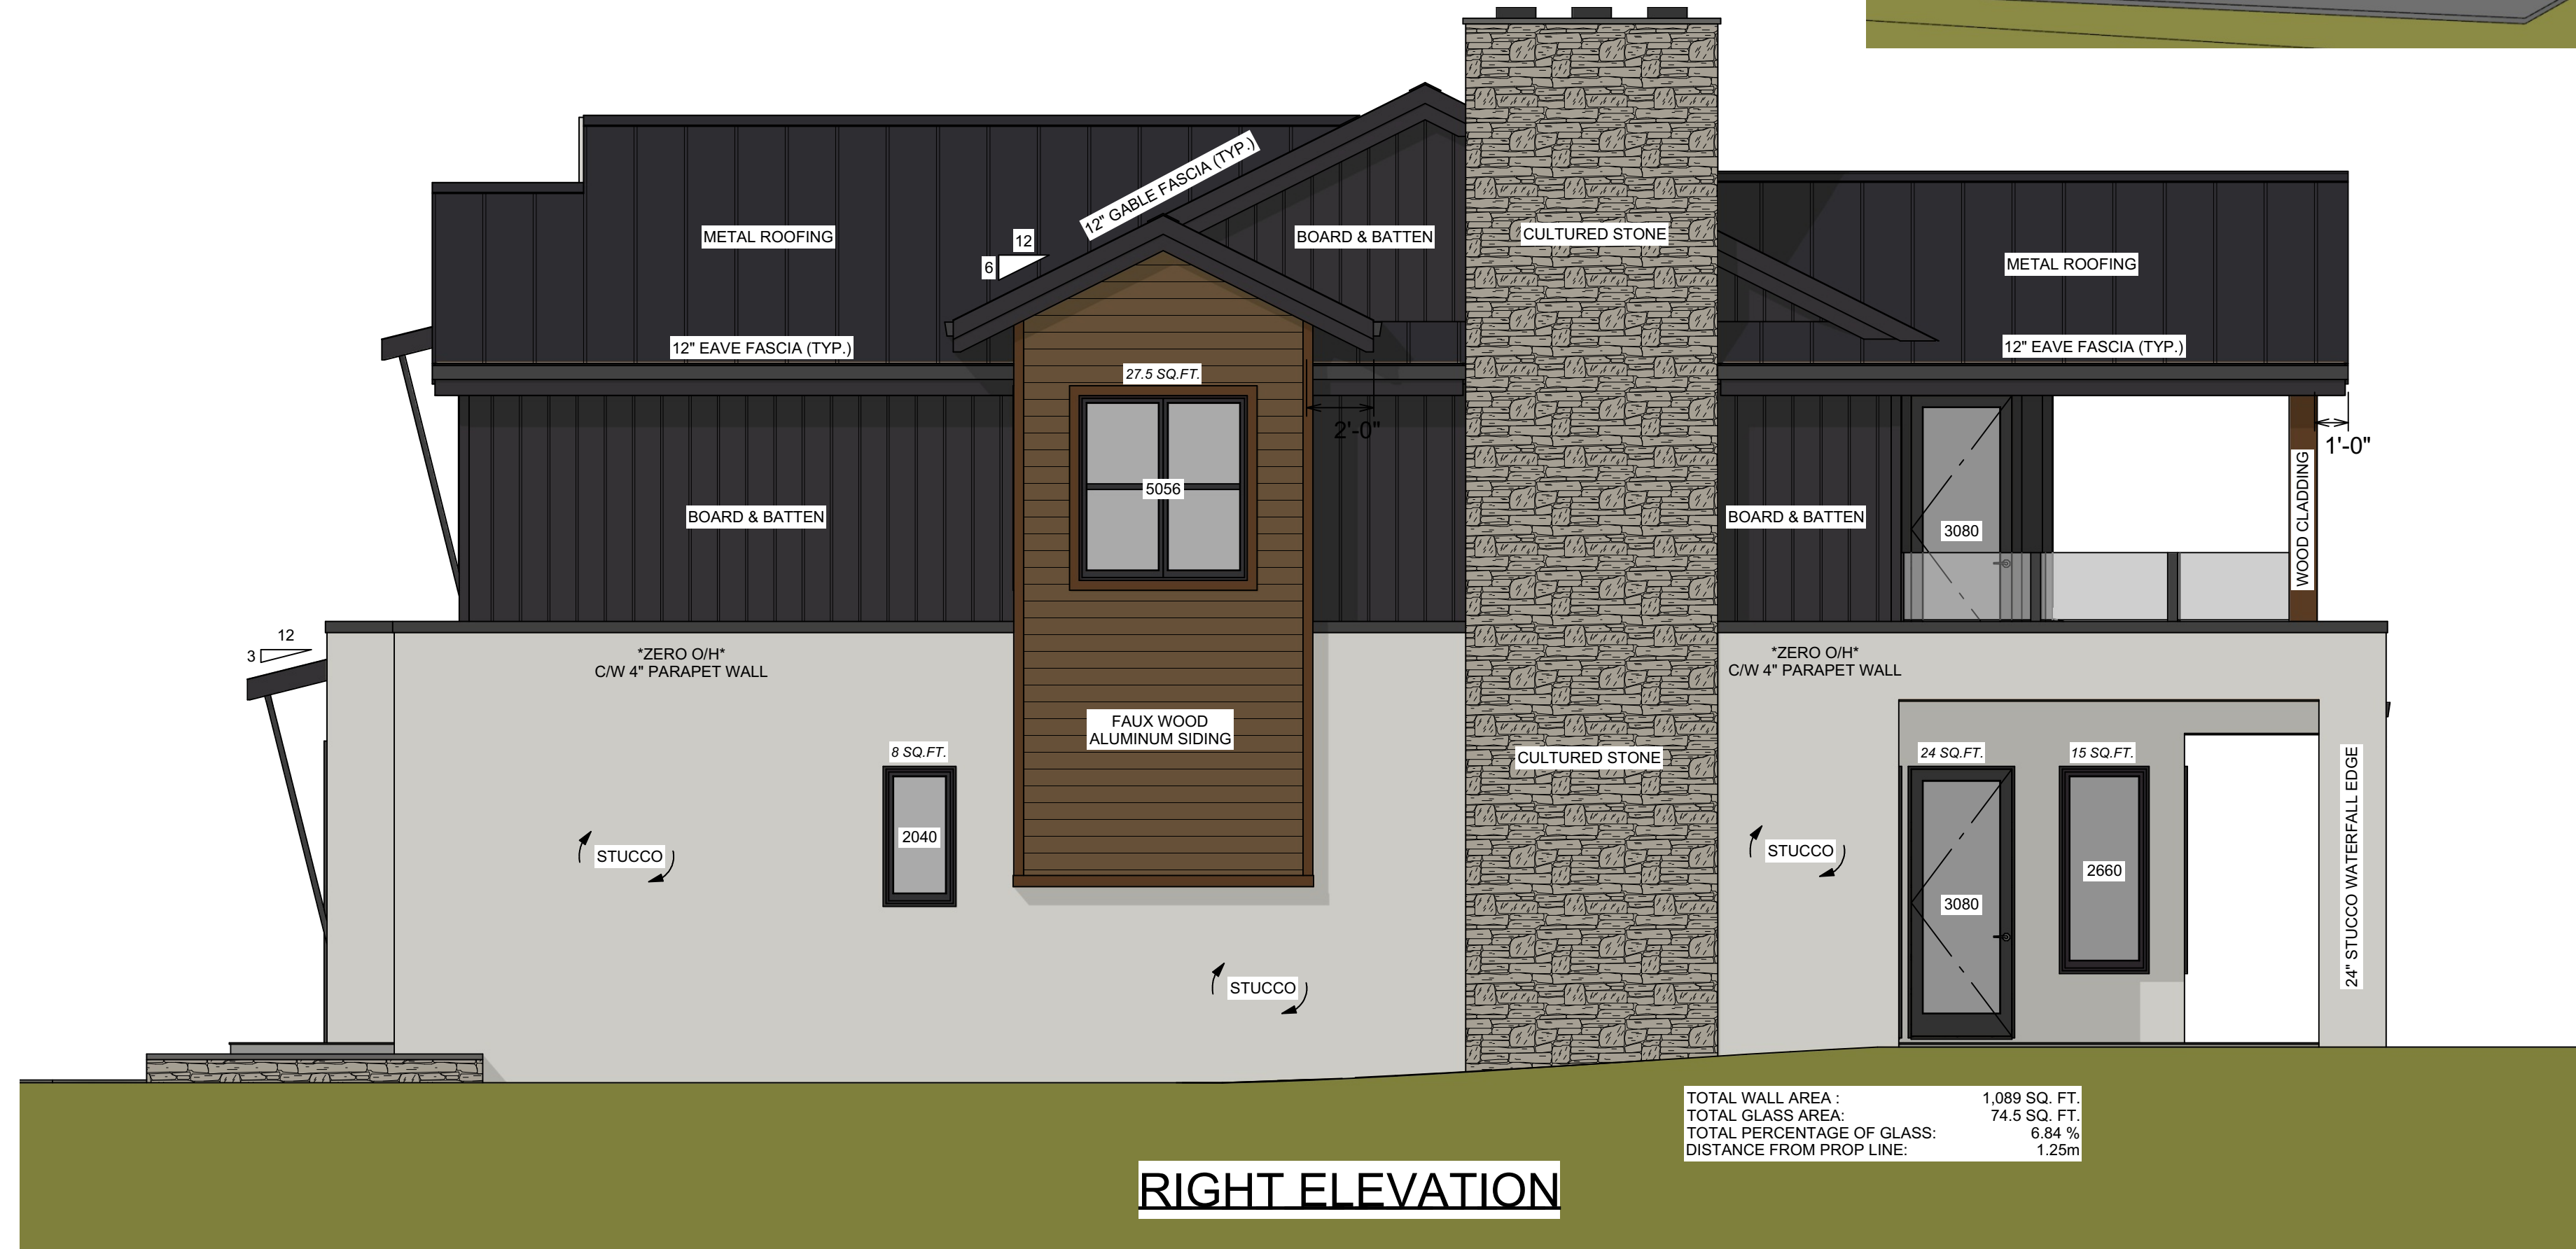 12" GABLE FASCIA (TYP.)
METAL ROOFING
12
6
BOARD & BATTEN
CULTURED STONE
METAL ROOFING
12" EAVE FASCIA (TYP.)
12" EAVE FASCIA (TYP.)
27.5 SQ.FT.
2'-0"
1'-0"
5056
BOARD & BATTEN
BOARD & BATTEN
3080
WOOD CLADDING
12
3
*ZERO O/H*
C/W 4" PARAPET WALL
*ZERO O/H*
C/W 4" PARAPET WALL
FAUX WOOD
ALUMINUM SIDING
8 SQ.FT.
CULTURED STONE
24 SQ.FT.
15 SQ.FT.
2040
STUCCO
STUCCO
2660
3080
24" STUCCO WATERFALL EDGE
STUCCO
TOTAL WALL AREA : 1,089 SQ. FT.
TOTAL GLASS AREA: 74.5 SQ. FT.
TOTAL PERCENTAGE OF GLASS: 6.84 %
DISTANCE FROM PROP LINE: 1.25m
RIGHT ELEVATION